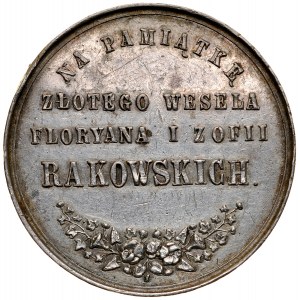 NA PAMIĄTKĘ
ZŁOTEGO WESELA
FLORYANA I ZOFII
RAKOWSKICH.